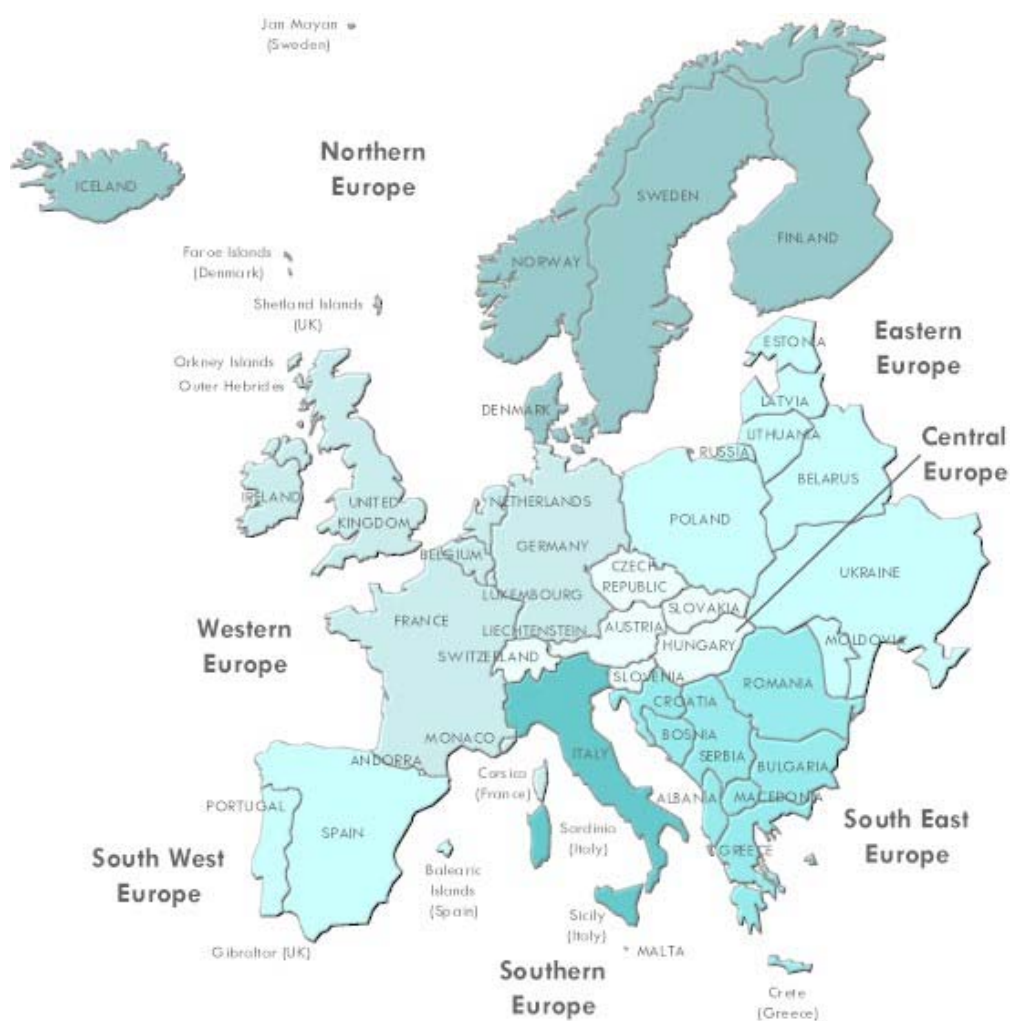 Jan Mayan
(Sweden)
Northern
Europe
ICELAND
SWEDEN
FINLAND
NORWAY
Faroe Islands
(Denmark)
Shetland Islands
(UK)
Eastern
Europe
ESTONIA
Orkney Islands
Outer Hebrides
DENMARK
LATVIA
LITHUANIA
RUSSIA
Central
Europe
BELARUS
IRELAND
UNITED
KINGDOM
NETHERLANDS
POLAND
BELGIUM
GERMANY
CZECH
REPUBLIC
UKRAINE
LUXEMBOURG
SLOVAKIA
Western
Europe
FRANCE
LIECHTENSTEIN
AUSTRIA
HUNGARY
MOLDOVIA
SWITZERLAND
SLOVENIA
ROMANIA
CROATIA
MONACO
ITALY
BOSNIA
SERBIA
BULGARIA
ANDORRA
Corsica
(France)
ALBANIA
MACEDONIA
PORTUGAL
SPAIN
Sardinia
(Italy)
GREECE
South East
Europe
South West
Europe
Balearic
Islands
(Spain)
Sicily
(Italy)
Gibraltar (UK)
MALTA
Southern
Europe
Crete
(Greece)